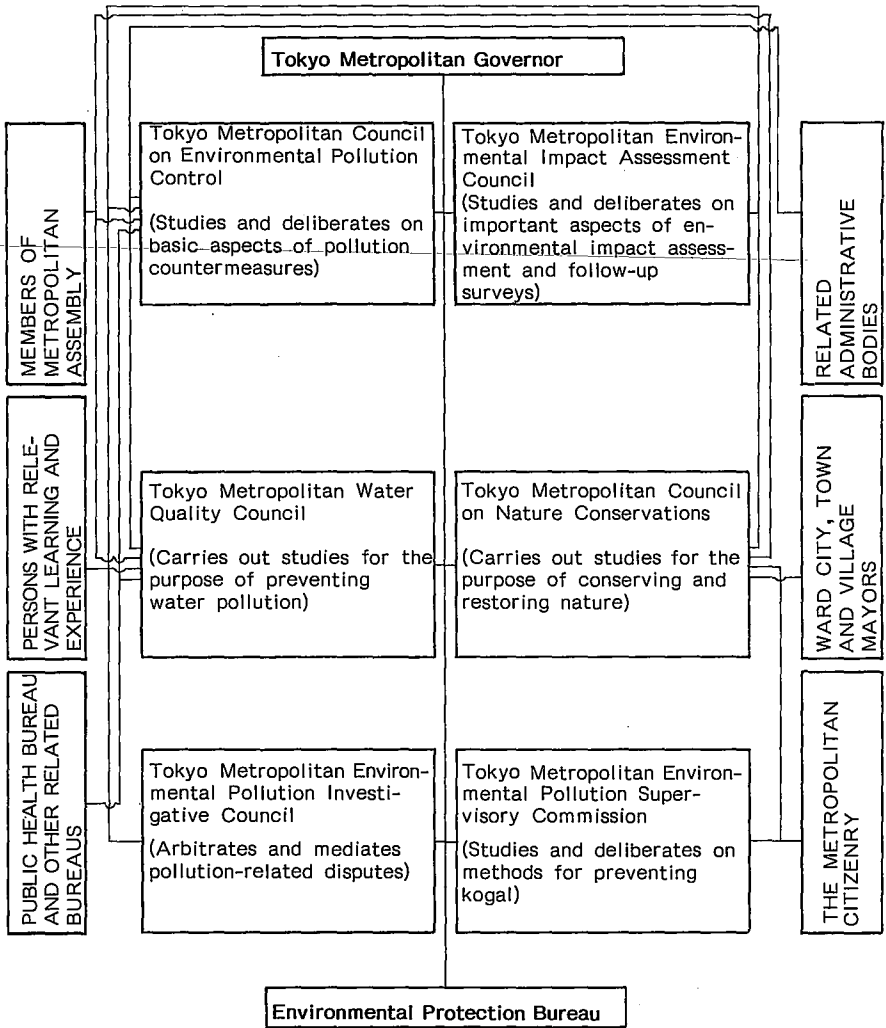 Tokyo Metropolitan Governor
MEMBERS OF
METROPOLITAN
ASSEMBLY
Tokyo Metropolitan Council
on Environmental Pollution
Control
(Studies and deliberates on
basic aspects of pollution
countermeasures)
Tokyo Metropolitan Environ-
mental Impact Assessment
Council
(Studies and deliberates on
important aspects of en-
vironmental impact assess-
ment and follow-up
surveys)
RELATED
ADMINISTRATIVE
BODIES
PERSONS WITH RELE-
VANT LEARNING AND
EXPERIENCE
Tokyo Metropolitan Water
Quality Council
(Carries out studies for the
purpose of preventing
water pollution)
Tokyo Metropolitan Council
on Nature Conservations
(Carries out studies for the
purpose of conserving and
restoring nature)
WARD CITY, TOWN
AND VILLAGE
MAYORS
PUBLIC HEALTH BUREAU
AND OTHER RELATED
BUREAUS
Tokyo Metropolitan Environ-
mental Pollution Investi-
gative Council
(Arbitrates and mediates
pollution-related disputes)
Tokyo Metropolitan Environ-
mental Pollution Super-
visory Commission
(Studies and deliberates on
methods for preventing
kogal)
THE METROPOLITAN
CITIZENRY
Environmental Protection Bureau